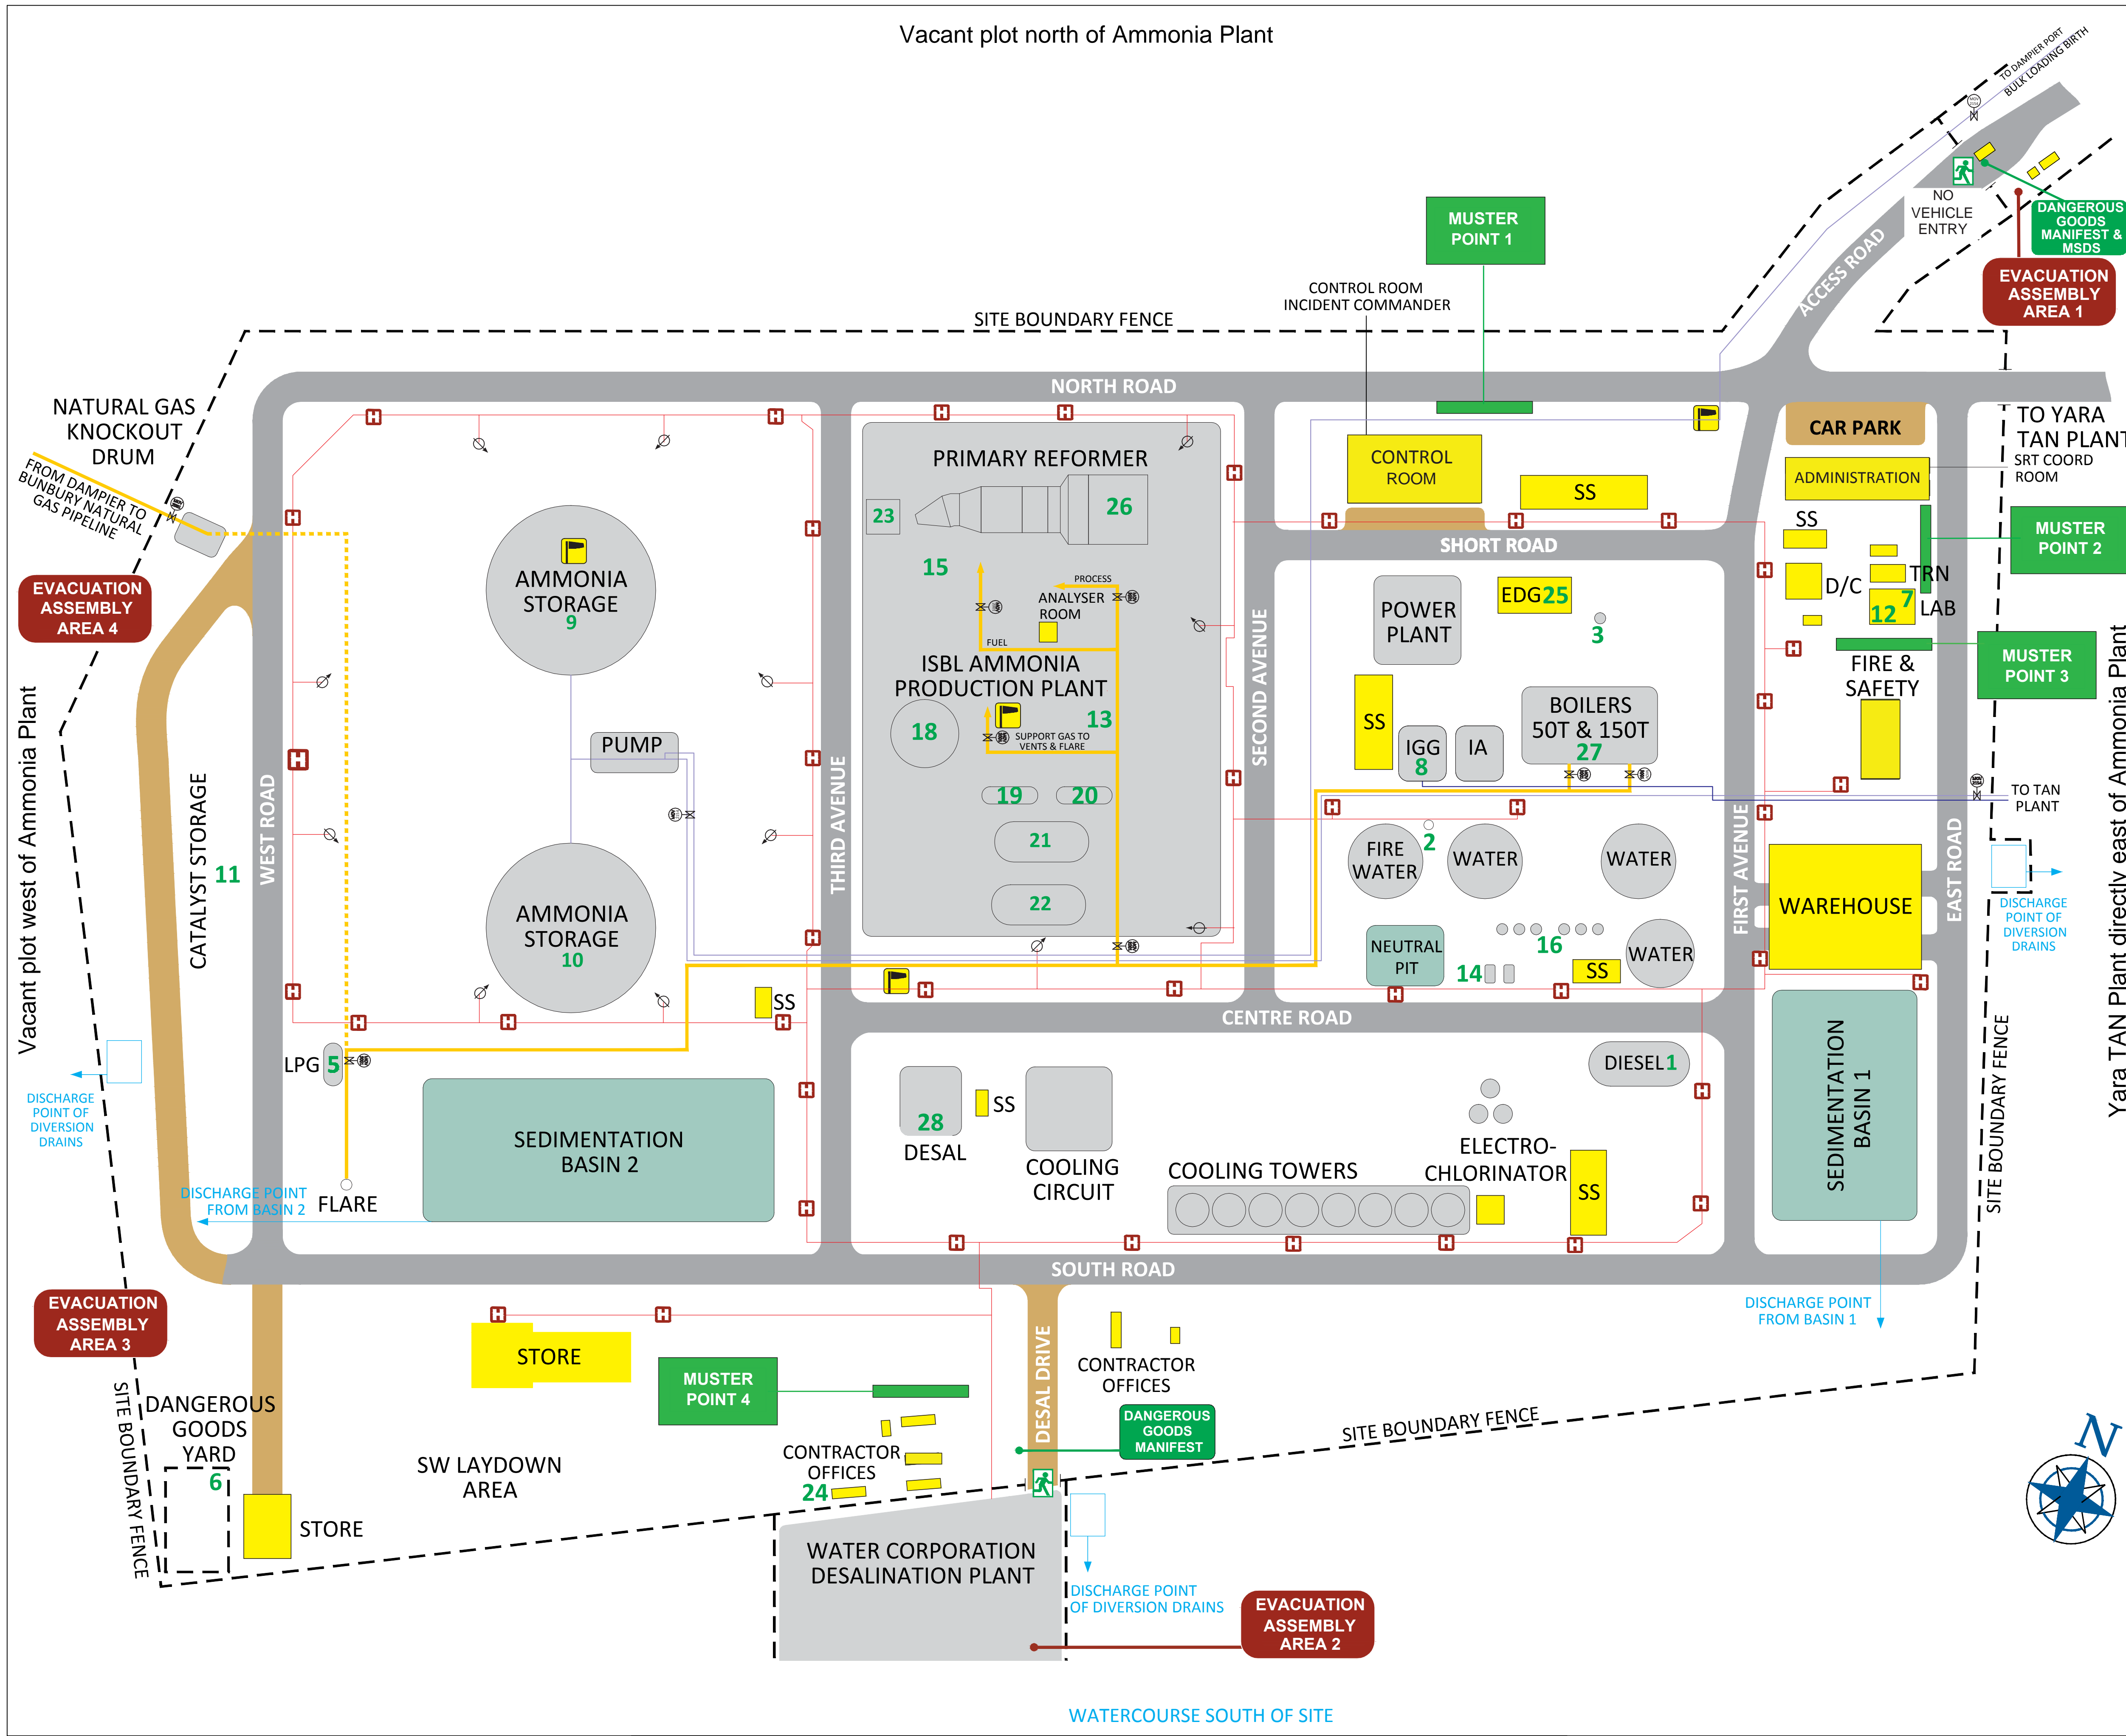 Vacant plot north of Ammonia Plant
TO DAMPIER PORT
BULK LOADING BIRTH
NO
VEHICLE
ENTRY
DANGEROUS
GOODS
MANIFEST &
MSDS
EVACUATION
ASSEMBLY
AREA 1
ACCESS ROAD
MUSTER
POINT 1
CONTROL ROOM
INCIDENT COMMANDER
SITE BOUNDARY FENCE
NORTH ROAD
NATURAL GAS
KNOCKOUT
DRUM
FROM DAMPIER TO
BUNBURY NATURAL
GAS PIPELINE
EVACUATION
ASSEMBLY
AREA 4
Vacant plot west of Ammonia Plant
CATALYST STORAGE
11
WEST ROAD
H
H
H
H
H
H
H
H
H
H
H
H
AMMONIA
STORAGE
9
PUMP
AMMONIA
STORAGE
10
SS
THIRD AVENUE
H
H
H
H
H
H
PRIMARY REFORMER
23
26
15
PROCESS
ANALYSER
ROOM
FUEL
ISBL AMMONIA
PRODUCTION PLANT
13
18
SUPPORT GAS TO
VENTS & FLARE
19
20
21
22
SECOND AVENUE
CONTROL
ROOM
SS
H
H
H
SHORT ROAD
POWER
PLANT
EDG 25
3
SS
IGG
8
IA
BOILERS
50T & 150T
27
H
H
FIRE
WATER
2
WATER
WATER
NEUTRAL
PIT
16
14
SS
WATER
H
H
FIRST AVENUE
CAR PARK
ADMINISTRATION
TO YARA
TAN PLANT
SRT COORD
ROOM
SS
MUSTER
POINT 2
D/C
TRN
12
7
LAB
MUSTER
POINT 3
FIRE &
SAFETY
H
H
H
H
H
H
H
TO TAN
PLANT
WAREHOUSE
EAST ROAD
DISCHARGE
POINT OF
DIVERSION
DRAINS
Yara TAN Plant directly east of Ammonia Plant
SITE BOUNDARY FENCE
CENTRE ROAD
LPG
5
DISCHARGE
POINT OF
DIVERSION
DRAINS
SEDIMENTATION
BASIN 2
DISCHARGE POINT
FROM BASIN 2
FLARE
H
H
28
DESAL
SS
COOLING
CIRCUIT
COOLING TOWERS
ELECTRO-
CHLORINATOR
SS
DIESEL 1
H
H
H
H
H
H
H
SEDIMENTATION
BASIN 1
SOUTH ROAD
DISCHARGE POINT
FROM BASIN 1
EVACUATION
ASSEMBLY
AREA 3
SITE BOUNDARY FENCE
DANGEROUS
GOODS
YARD
6
STORE
H
H
STORE
SW LAYDOWN
AREA
MUSTER
POINT 4
CONTRACTOR
OFFICES
24
DESAL DRIVE
CONTRACTOR
OFFICES
DANGEROUS
GOODS
MANIFEST
SITE BOUNDARY FENCE
WATER CORPORATION
DESALINATION PLANT
DISCHARGE POINT
OF DIVERSION DRAINS
EVACUATION
ASSEMBLY
AREA 2
N
WATERCOURSE SOUTH OF SITE